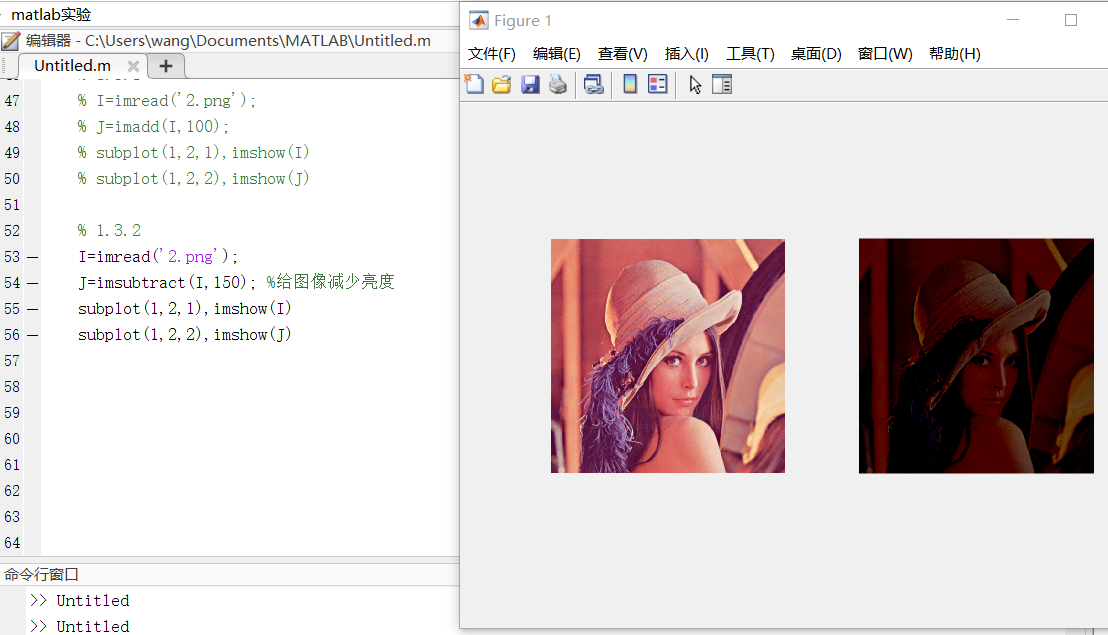 matlab实验
编辑器 - C:\Users\wang\Documents\MATLAB\Untitled.m
Untitled.m
47 % I=imread('2.png');
48 % J=imadd(I,100);
49 % subplot(1,2,1),imshow(I)
50 % subplot(1,2,2),imshow(J)
51
52 % 1.3.2
53 I=imread('2.png');
54 J=imsubtract(I,150); %给图像减少亮度
55 subplot(1,2,1),imshow(I)
56 subplot(1,2,2),imshow(J)
57
58
59
60
61
62
63
64
命令行窗口
>> Untitled
>> Untitled
Figure 1
文件(F) 编辑(E) 查看(V) 插入(I) 工具(T) 桌面(D) 窗口(W) 帮助(H)